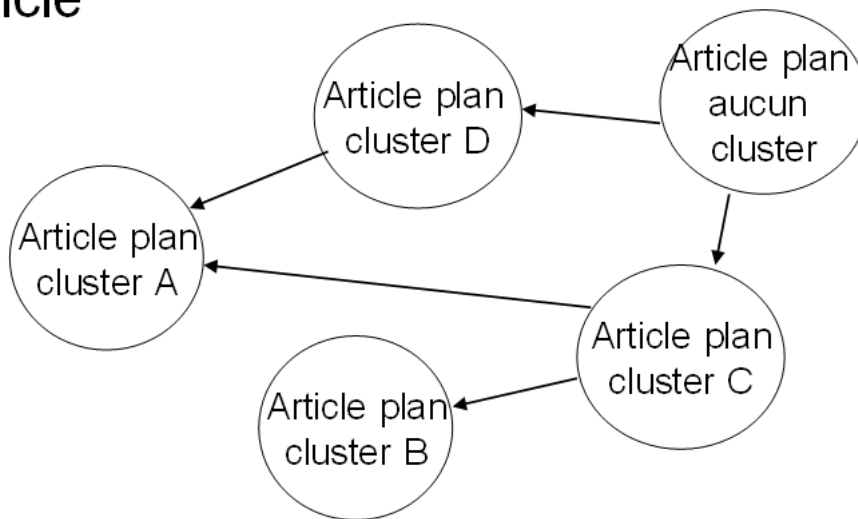 Article plan
cluster D
Article plan
aucun
cluster
Article plan
cluster A
Article plan
cluster C
Article plan
cluster B